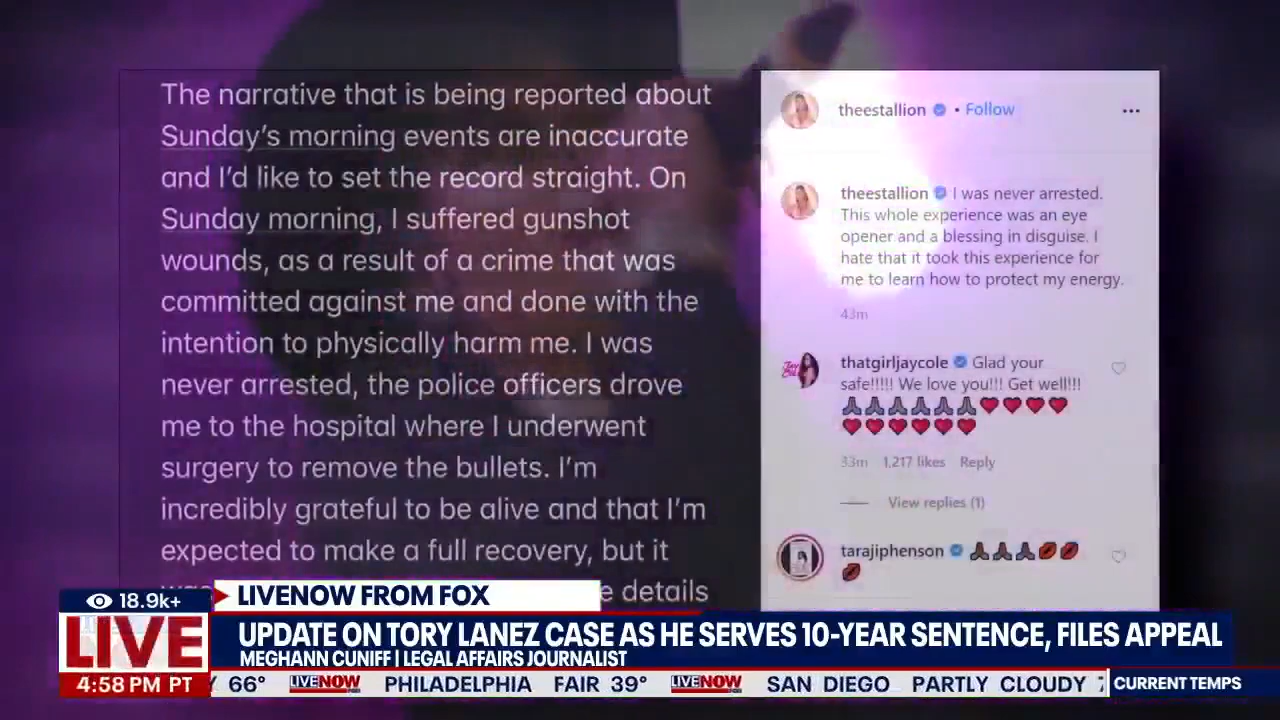 The narrative that is being reported about
Sunday's morning events are inaccurate
and I'd like to set the record straight. On
Sunday morning, I suffered gunshot
wounds, as a result of a crime that was
committed against me and done with the
intention to physically harm me. I was
never arrested, the police officers drove
me to the hospital where I underwent
surgery to remove the bullets. I'm
incredibly grateful to be alive and that I'm
expected to make a full recovery, but it
e details
theestallion • Follow
theestallion I was never arrested.
This whole experience was an eye
opener and a blessing in disguise. I
hate that it took this experience for
me to learn how to protect my energy.
43m
thatgirljaycole Glad your
safe!!!!! We love you!!! Get well!!!
🙏🏿🙏🏿🙏🏿🙏🏿🙏🏿🙏🏿❤️❤️❤️❤️
❤️❤️❤️❤️❤️❤️
33m 1,217 likes Reply
View replies (1)
tarajiphenson 🙏🏿🙏🏿🙏🏿💋💋
💋
18.9k+
LIVE
4:58 PM PT
LIVENOW FROM FOX
UPDATE ON TORY LANEZ CASE AS HE SERVES 10-YEAR SENTENCE, FILES APPEAL
MEGHANN CUNIFF | LEGAL AFFAIRS JOURNALIST
66° LIVENOW PHILADELPHIA FAIR 39° LIVENOW SAN DIEGO PARTLY CLOUDY CURRENT TEMPS